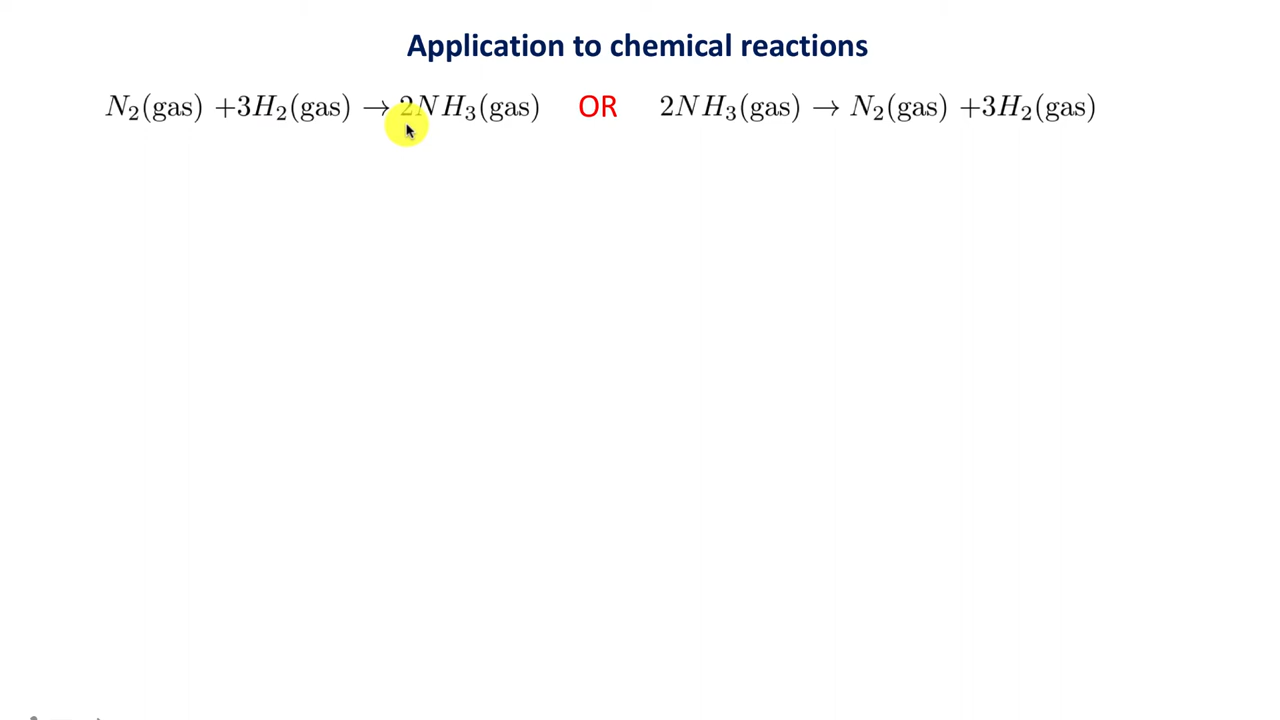 Application to chemical reactions
N₂(gas) +3H₂(gas) → 2NH₃(gas) OR 2NH₃(gas) → N₂(gas) +3H₂(gas)